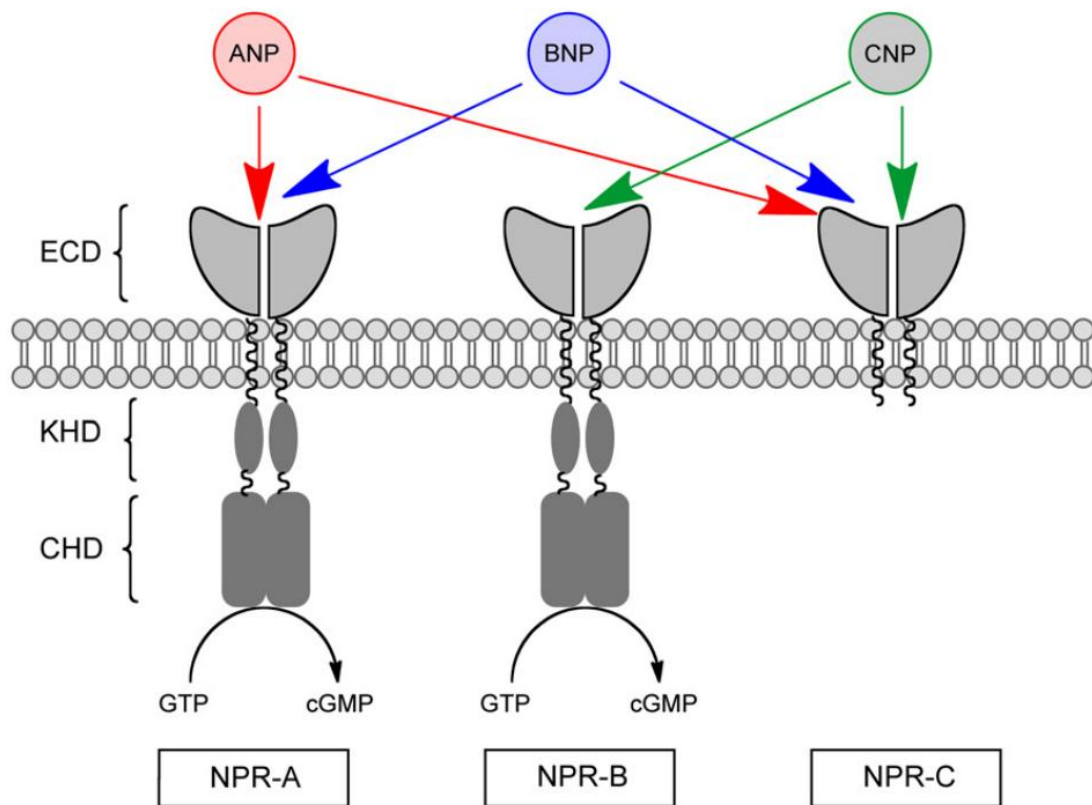 ANP
BNP
CNP
ECD
KHD
CHD
GTP
cGMP
GTP
cGMP
NPR-A
NPR-B
NPR-C